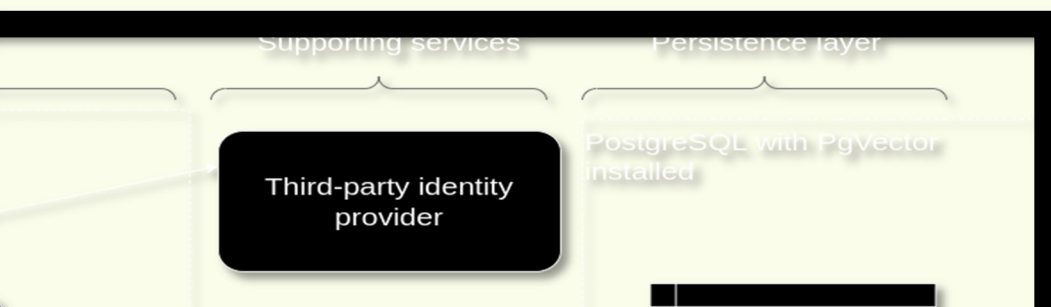 Supporting services
Persistence layer
PostgreSQL with PgVector
installed
Third-party identity
provider